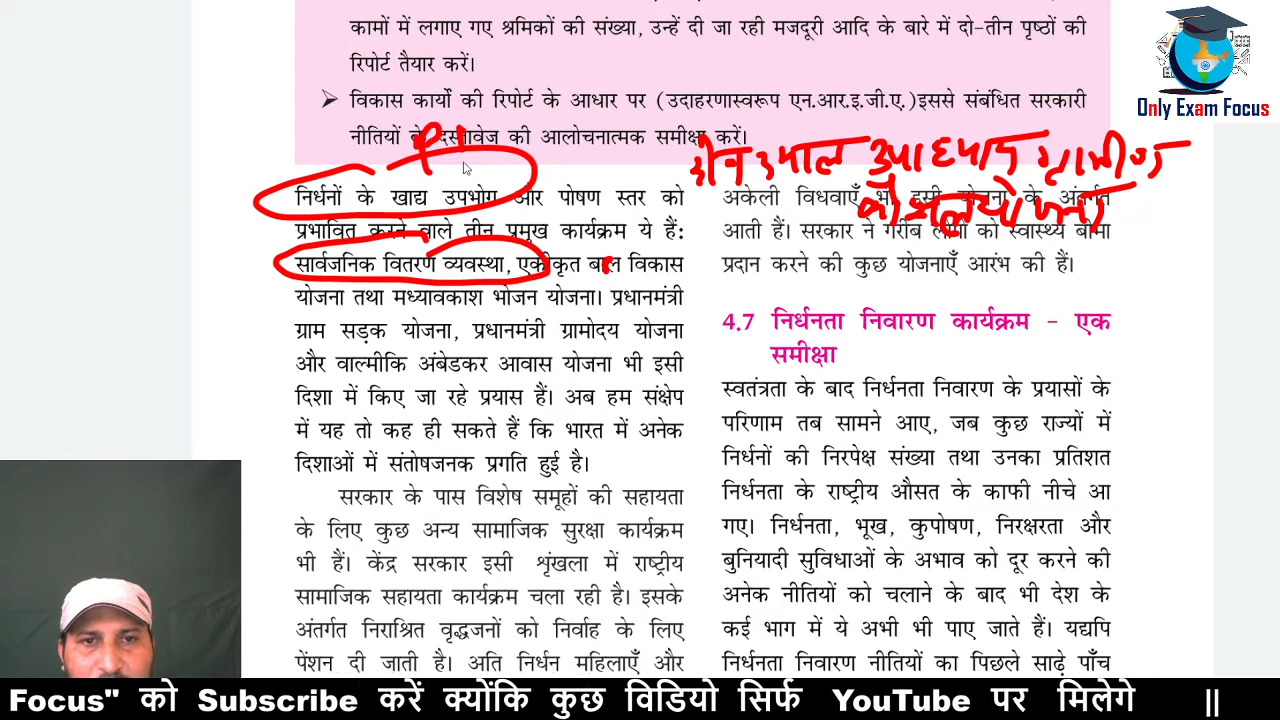 कामों में लगाए गए श्रमिकों की संख्या, उन्हें दी जा रही मजदूरी आदि के बारे में दो-तीन पृष्ठों की
रिपोर्ट तैयार करें।
➢ विकास कार्यों की रिपोर्ट के आधार पर (उदाहरणास्वरूप एन.आर.इ.जी.ए.)इससे संबंधित सरकारी
नीतियों के दस्तावेज की आलोचनात्मक समीक्षा करें।
Only Exam Focus
निर्धनों के खाद्य उपभोग और पोषण स्तर को
प्रभावित करने वाले तीन प्रमुख कार्यक्रम ये हैं:
सार्वजनिक वितरण व्यवस्था, एकीकृत बाल विकास
योजना तथा मध्यावकाश भोजन योजना। प्रधानमंत्री
ग्राम सड़क योजना, प्रधानमंत्री ग्रामोदय योजना
और वाल्मीकि अंबेडकर आवास योजना भी इसी
दिशा में किए जा रहे प्रयास हैं। अब हम संक्षेप
में यह तो कह ही सकते हैं कि भारत में अनेक
दिशाओं में संतोषजनक प्रगति हुई है।
सरकार के पास विशेष समूहों की सहायता
के लिए कुछ अन्य सामाजिक सुरक्षा कार्यक्रम
भी हैं। केंद्र सरकार इसी शृंखला में राष्ट्रीय
सामाजिक सहायता कार्यक्रम चला रही है। इसके
अंतर्गत निराश्रित वृद्धजनों को निर्वाह के लिए
पेंशन दी जाती है। अति निर्धन महिलाएँ और
अकेली विधवाएँ भी इसी योजना के अंतर्गत
आती हैं। सरकार ने गरीब लोगों को स्वास्थ्य बीमा
प्रदान करने की कुछ योजनाएँ आरंभ की हैं।
4.7 निर्धनता निवारण कार्यक्रम – एक
समीक्षा
स्वतंत्रता के बाद निर्धनता निवारण के प्रयासों के
परिणाम तब सामने आए, जब कुछ राज्यों में
निर्धनों की निरपेक्ष संख्या तथा उनका प्रतिशत
निर्धनता के राष्ट्रीय औसत के काफी नीचे आ
गए। निर्धनता, भूख, कुपोषण, निरक्षरता और
बुनियादी सुविधाओं के अभाव को दूर करने की
अनेक नीतियों को चलाने के बाद भी देश के
कई भाग में ये अभी भी पाए जाते हैं। यद्यपि
निर्धनता निवारण नीतियों का पिछले साढ़े पाँच
Focus" को Subscribe करें क्योंकि कुछ विडियो सिर्फ YouTube पर मिलेगे ||